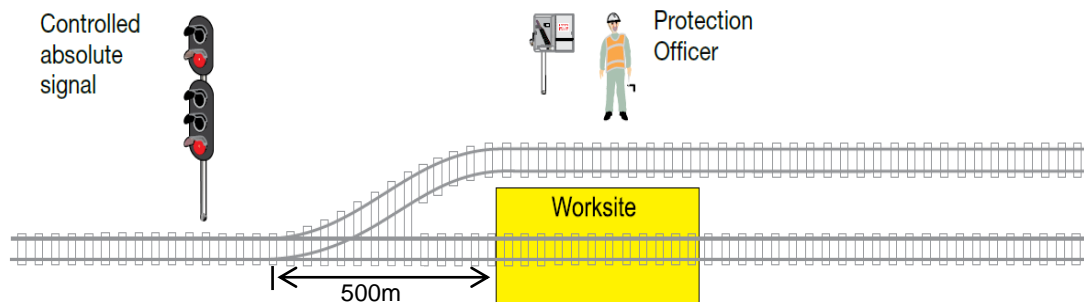 Controlled
absolute
signal
Protection
Officer
Worksite
500m